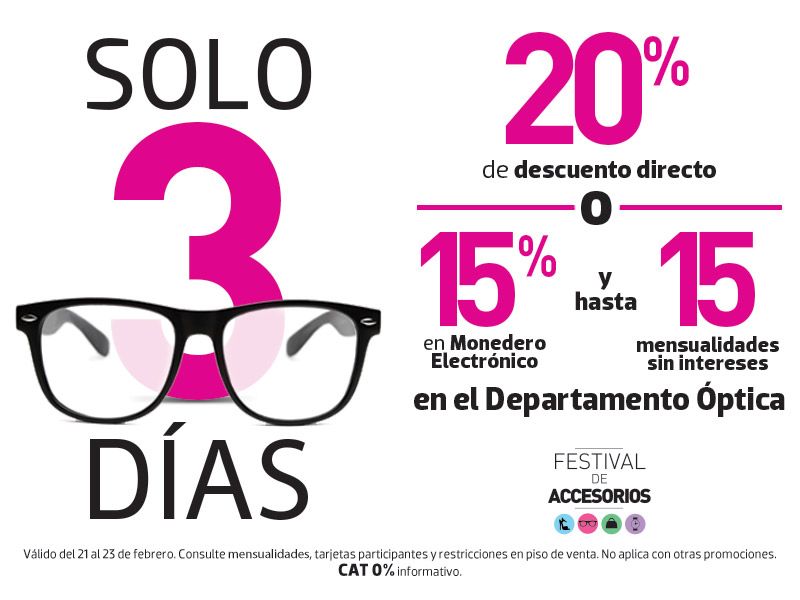 SOLO
3
DÍAS
20%
de descuento directo
O
15%
en Monedero
Electrónico
y
hasta
15
mensualidades
sin intereses
en el Departamento Óptica
FESTIVAL
DE
ACCESORIOS
Válido del 21 al 23 de febrero. Consulte mensualidades, tarjetas participantes y restricciones en piso de venta. No aplica con otras promociones.
CAT 0% informativo.